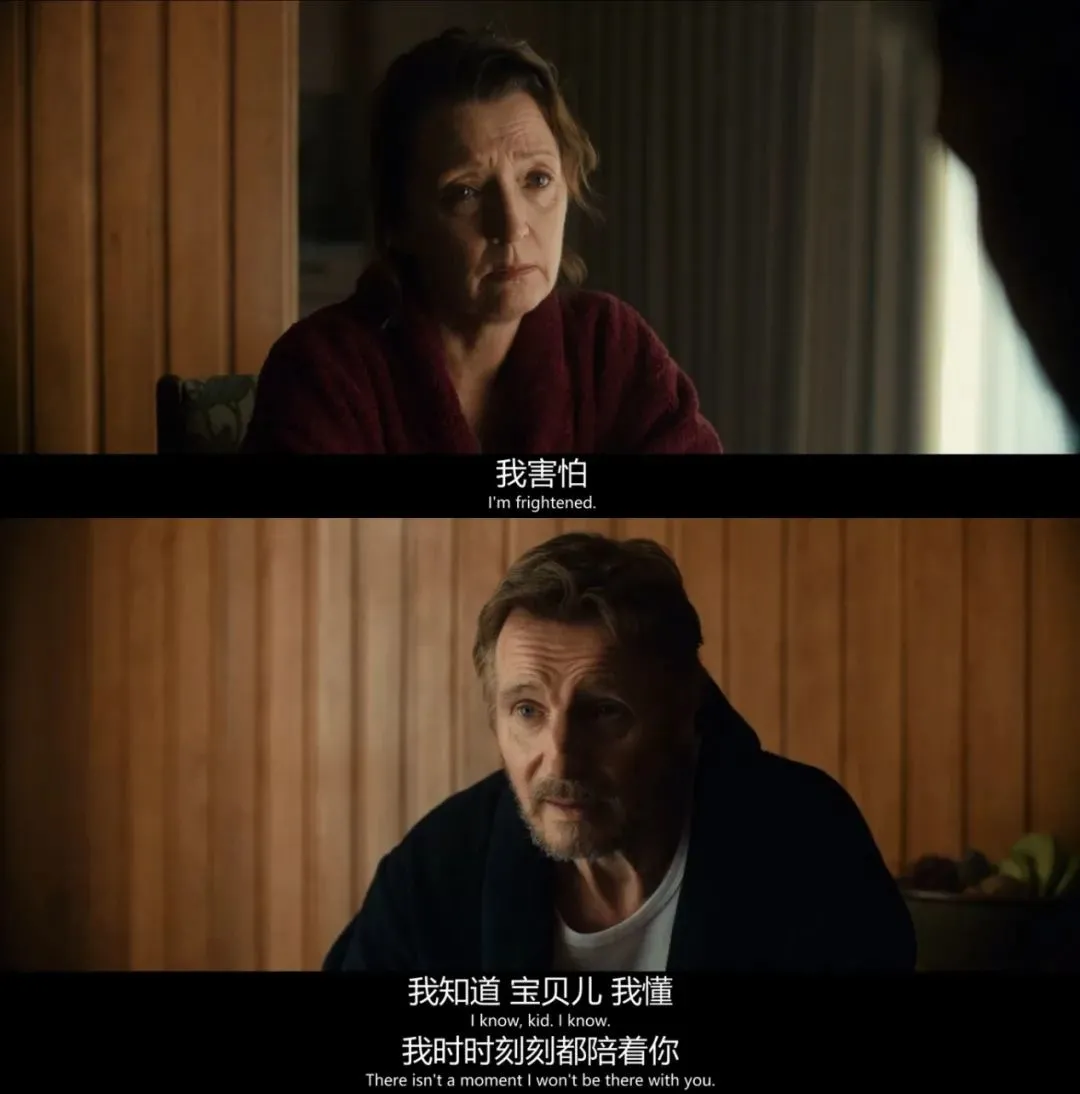 我害怕
I'm frightened.
我知道 宝贝儿 我懂
I know, kid. I know.
我时时刻刻都陪着你
There isn't a moment I won't be there with you.